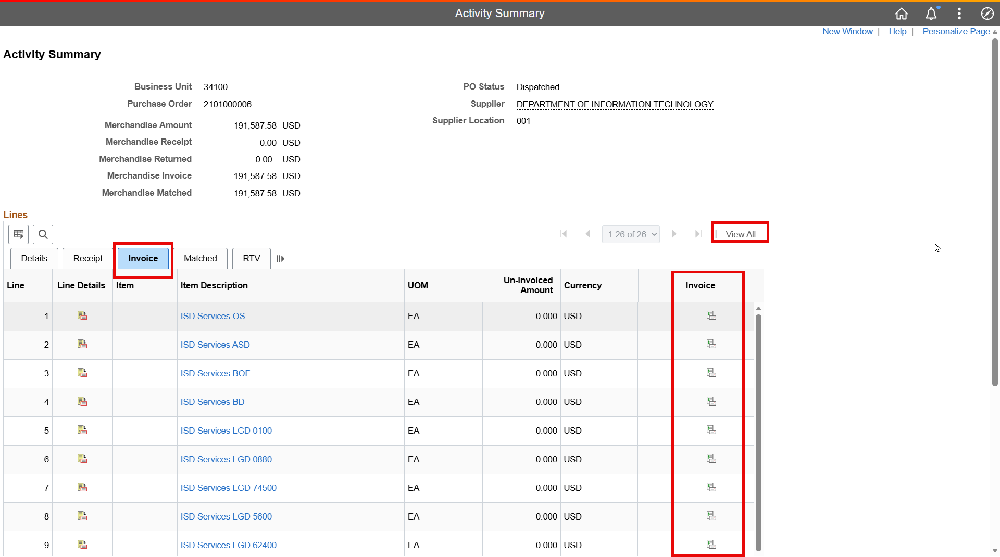 Activity Summary
New Window | Help | Personalize Page
Activity Summary
Business Unit 34100 PO Status Dispatched
Purchase Order 2101000006 Supplier DEPARTMENT OF INFORMATION TECHNOLOGY
Supplier Location 001
Merchandise Amount 191,587.58 USD
Merchandise Receipt 0.00 USD
Merchandise Returned 0.00 USD
Merchandise Invoice 191,587.58 USD
Merchandise Matched 191,587.58 USD
Lines
1-26 of 26 | View All
Details Receipt Invoice Matched RTV
Line Line Details Item Item Description UOM Un-invoiced Amount Currency Invoice
1 ISD Services OS EA 0.000 USD
2 ISD Services ASD EA 0.000 USD
3 ISD Services BOF EA 0.000 USD
4 ISD Services BD EA 0.000 USD
5 ISD Services LGD 0100 EA 0.000 USD
6 ISD Services LGD 0880 EA 0.000 USD
7 ISD Services LGD 74500 EA 0.000 USD
8 ISD Services LGD 5600 EA 0.000 USD
9 ISD Services LGD 62400 EA 0.000 USD